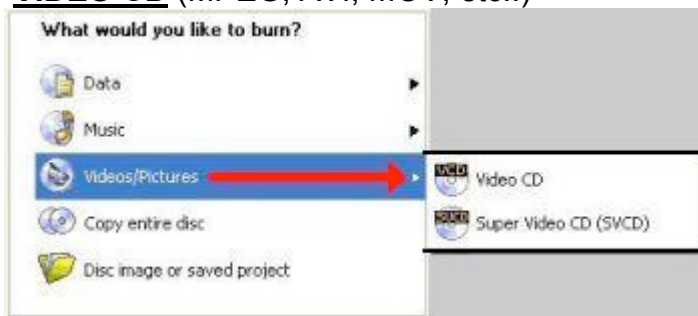 What would you like to burn?
Data
Music
Videos/Pictures
Video CD
Copy entire disc
Super Video CD (SVCD)
Disc image or saved project